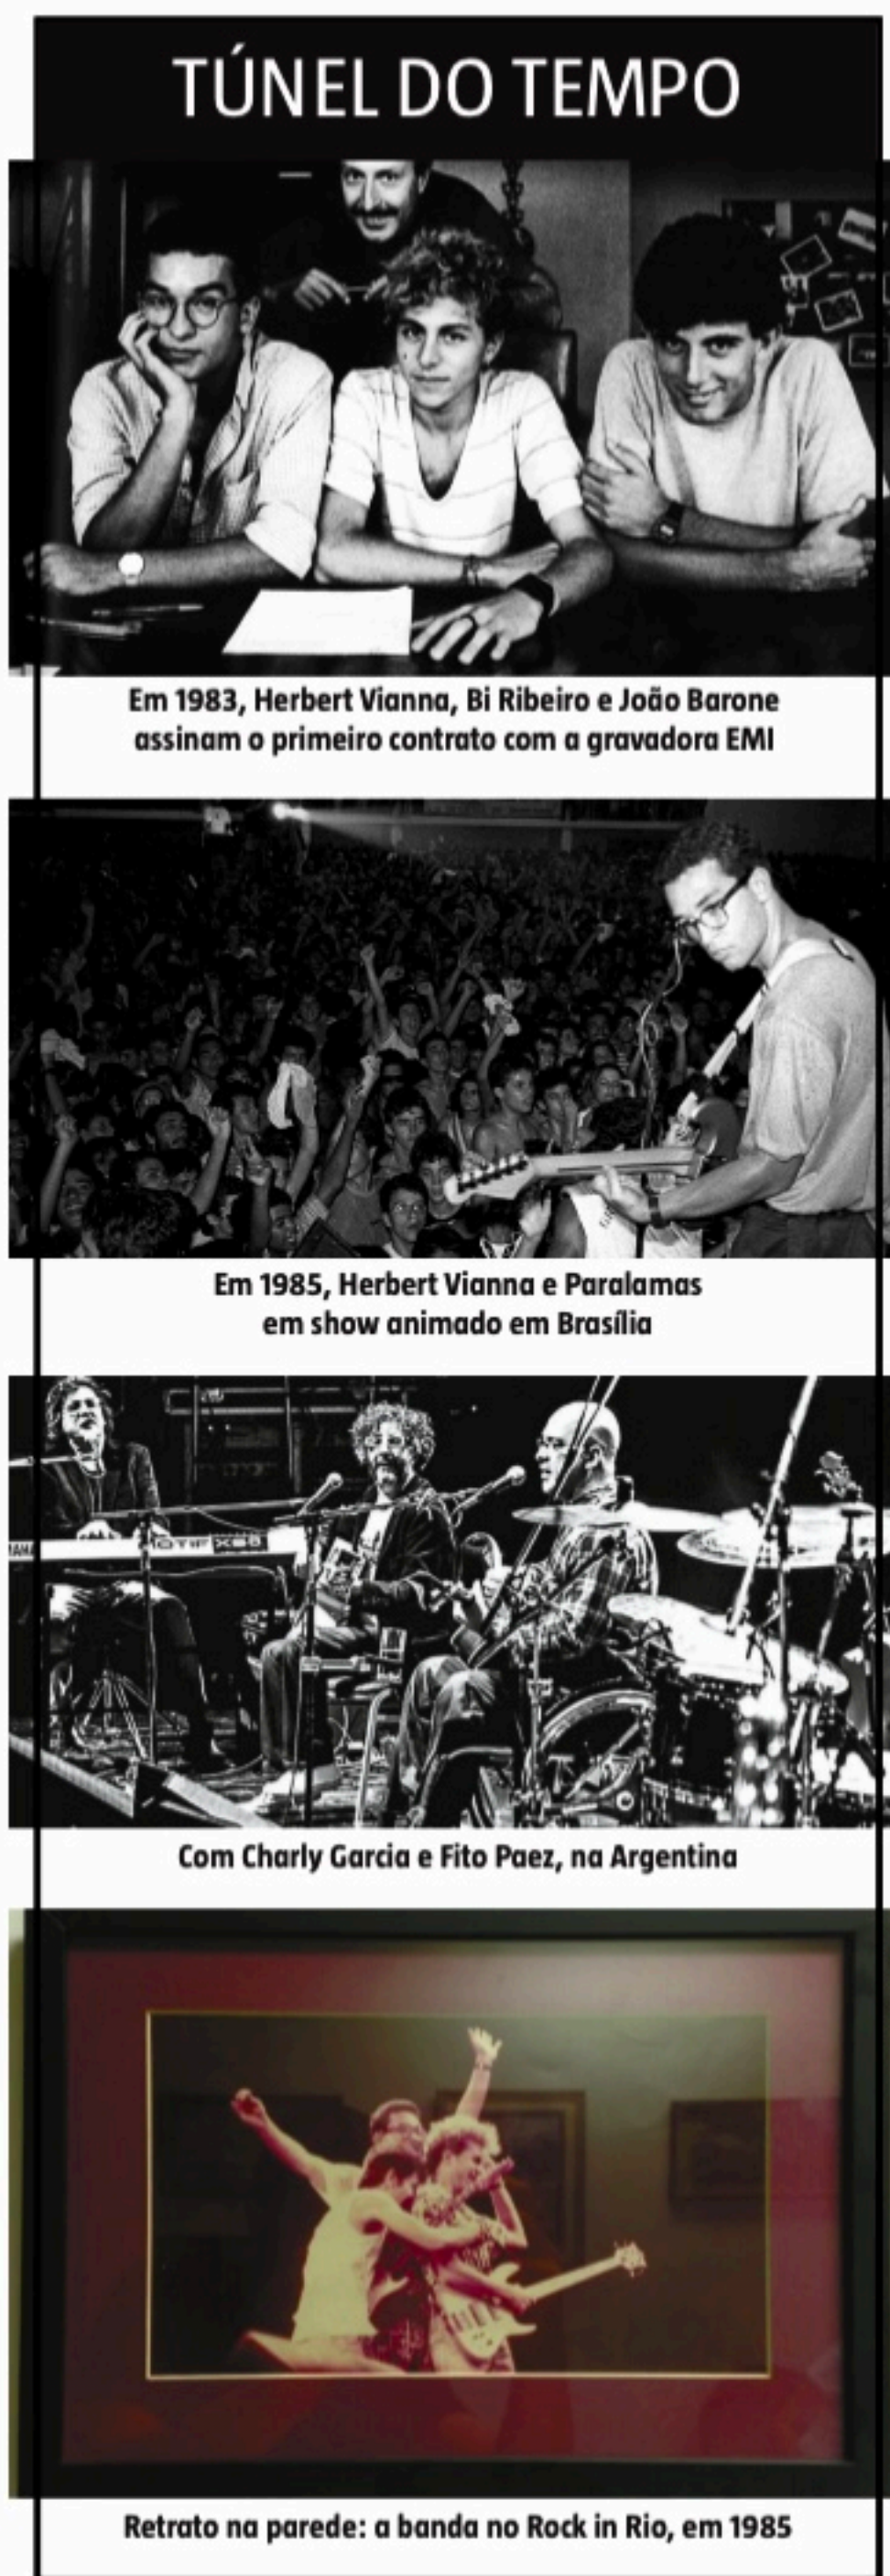 TÚNEL DO TEMPO
Em 1983, Herbert Vianna, Bi Ribeiro e João Barone
assinam o primeiro contrato com a gravadora EMI
Em 1985, Herbert Vianna e Paralamas
em show animado em Brasília
MOTIF XS8
Com Charly Garcia e Fito Paez, na Argentina
Retrato na parede: a banda no Rock in Rio, em 1985